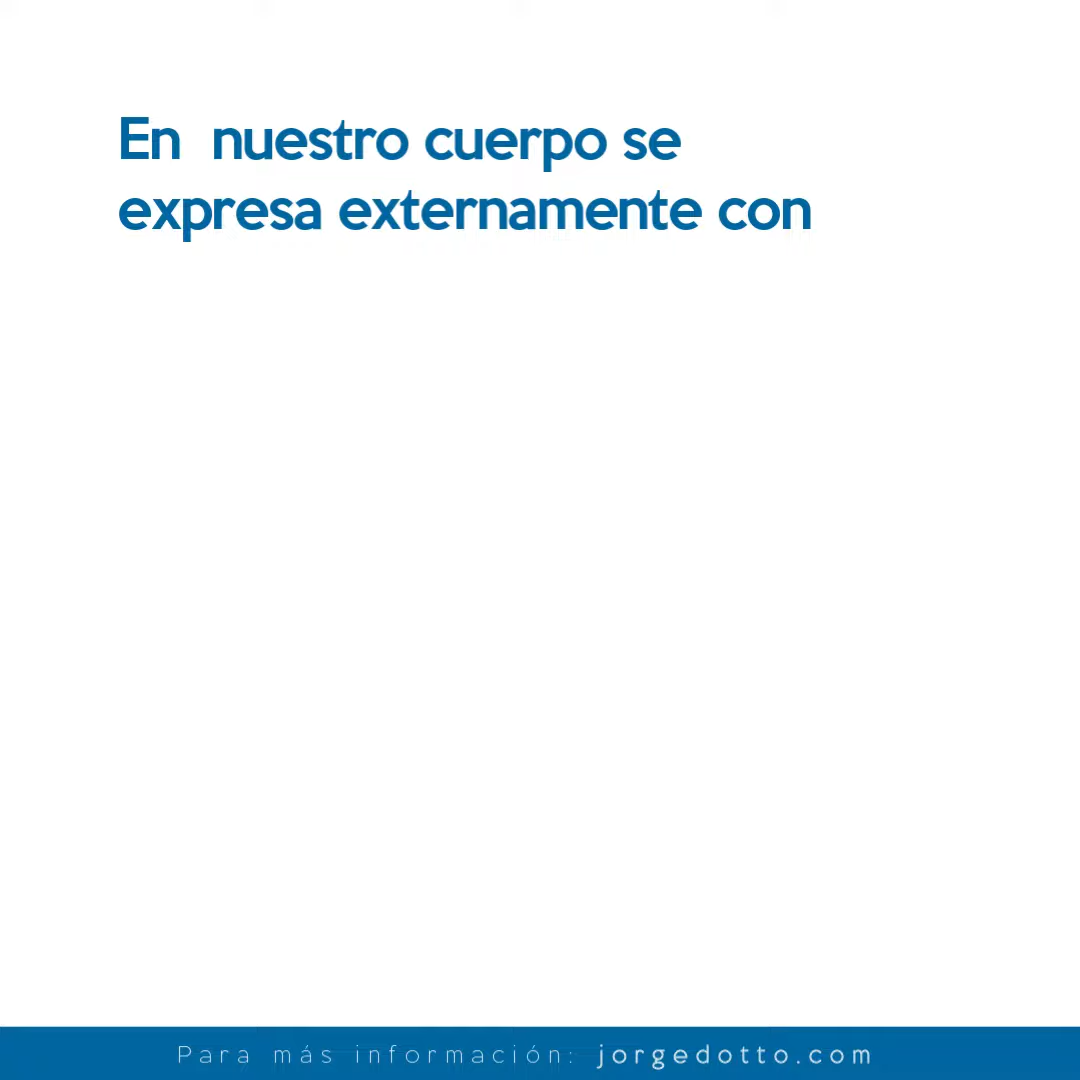 En  nuestro cuerpo se
expresa externamente con
Para más información: jorgedotto.com